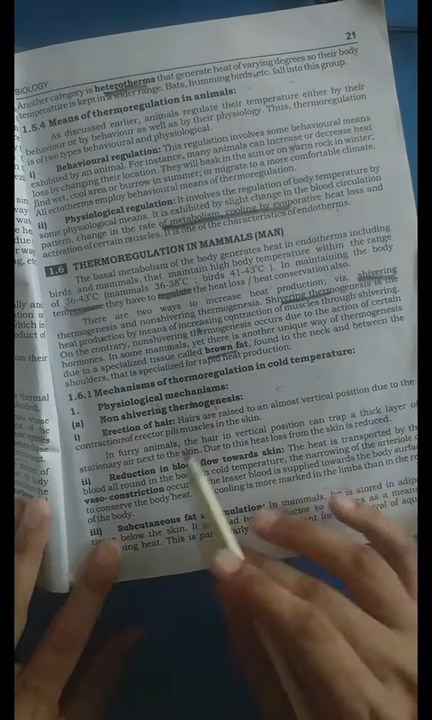 21
BIOLOGY
Another category is heterotherms that generate heat of varying degrees so their body
temperature is kept in a wider range. Bats, humming birds etc. fall into this group.
1.5.4 Means of thermoregulation in animals:
As discussed earlier, animals regulate their temperature either by their
behaviour or by behaviour as well as by their physiology. Thus, thermoregulation
is of two types behavioural and physiological.
i) Behavioural regulation: This regulation involves some behavioural means
exhibited by an animal. For instance, many animals can increase or decrease heat
loss by changing their location. They will bask in the sun or on warm rock in winter;
find wet, cool area or burrow in summer; or migrate to a more comfortable climate.
All ectotherms employ behavioural means of thermoregulation.
ii) Physiological regulation: It involves the regulation of body temperature by
some physiological means. It is exhibited by slight change in the blood circulation
pattern, change in the rate of metabolism, cooling by evaporative heat loss and
activation of certain muscles. It is one of the characteristics of endotherms.
1.6 THERMOREGULATION IN MAMMALS (MAN)
The basal metabolism of the body generates heat in endotherms including
birds and mammals, that maintain high body temperature within the range
of 36-43°C (mammals 36-38°C ; birds 41-43°C ). In maintaining the body
temperature they have to regulate the heat loss / heat conservation also.
There are two ways to increase heat production; viz. shivering
thermogenesis and nonshivering thermogenesis. Shivering thermogenesis is the
heat production by means of increasing contraction of muscles through shivering.
On the contrary, nonshivering thermogenesis occurs due to the action of certain
hormones. In some mammals, yet there is another unique way of thermogenesis
due to a specialized tissue called brown fat, found in the neck and between the
shoulders, that is specialized for rapid heat production.
1.6.1 Mechanisms of thermoregulation in cold temperature:
1. Physiological mechanisms:
(a) Non shivering thermogenesis:
i) Erection of hair: Hairs are raised to an almost vertical position due to the
contraction of erector pili muscles in the skin.
In furry animals, the hair in vertical position can trap a thick layer of
stationary air next to the skin. Due to this heat loss from the skin is reduced.
ii) Reduction in blood flow towards skin: The heat is transported by the
blood all round in the body. In cold temperature, the narrowing of the arteriole
vaso-constriction occurs. The lesser blood is supplied towards the body surface
to conserve the body heat. cooling is more marked in the limbs than in the
of the body.
iii) Subcutaneous fat In mammals, fat is stored in
below the skin. It
heat. This is